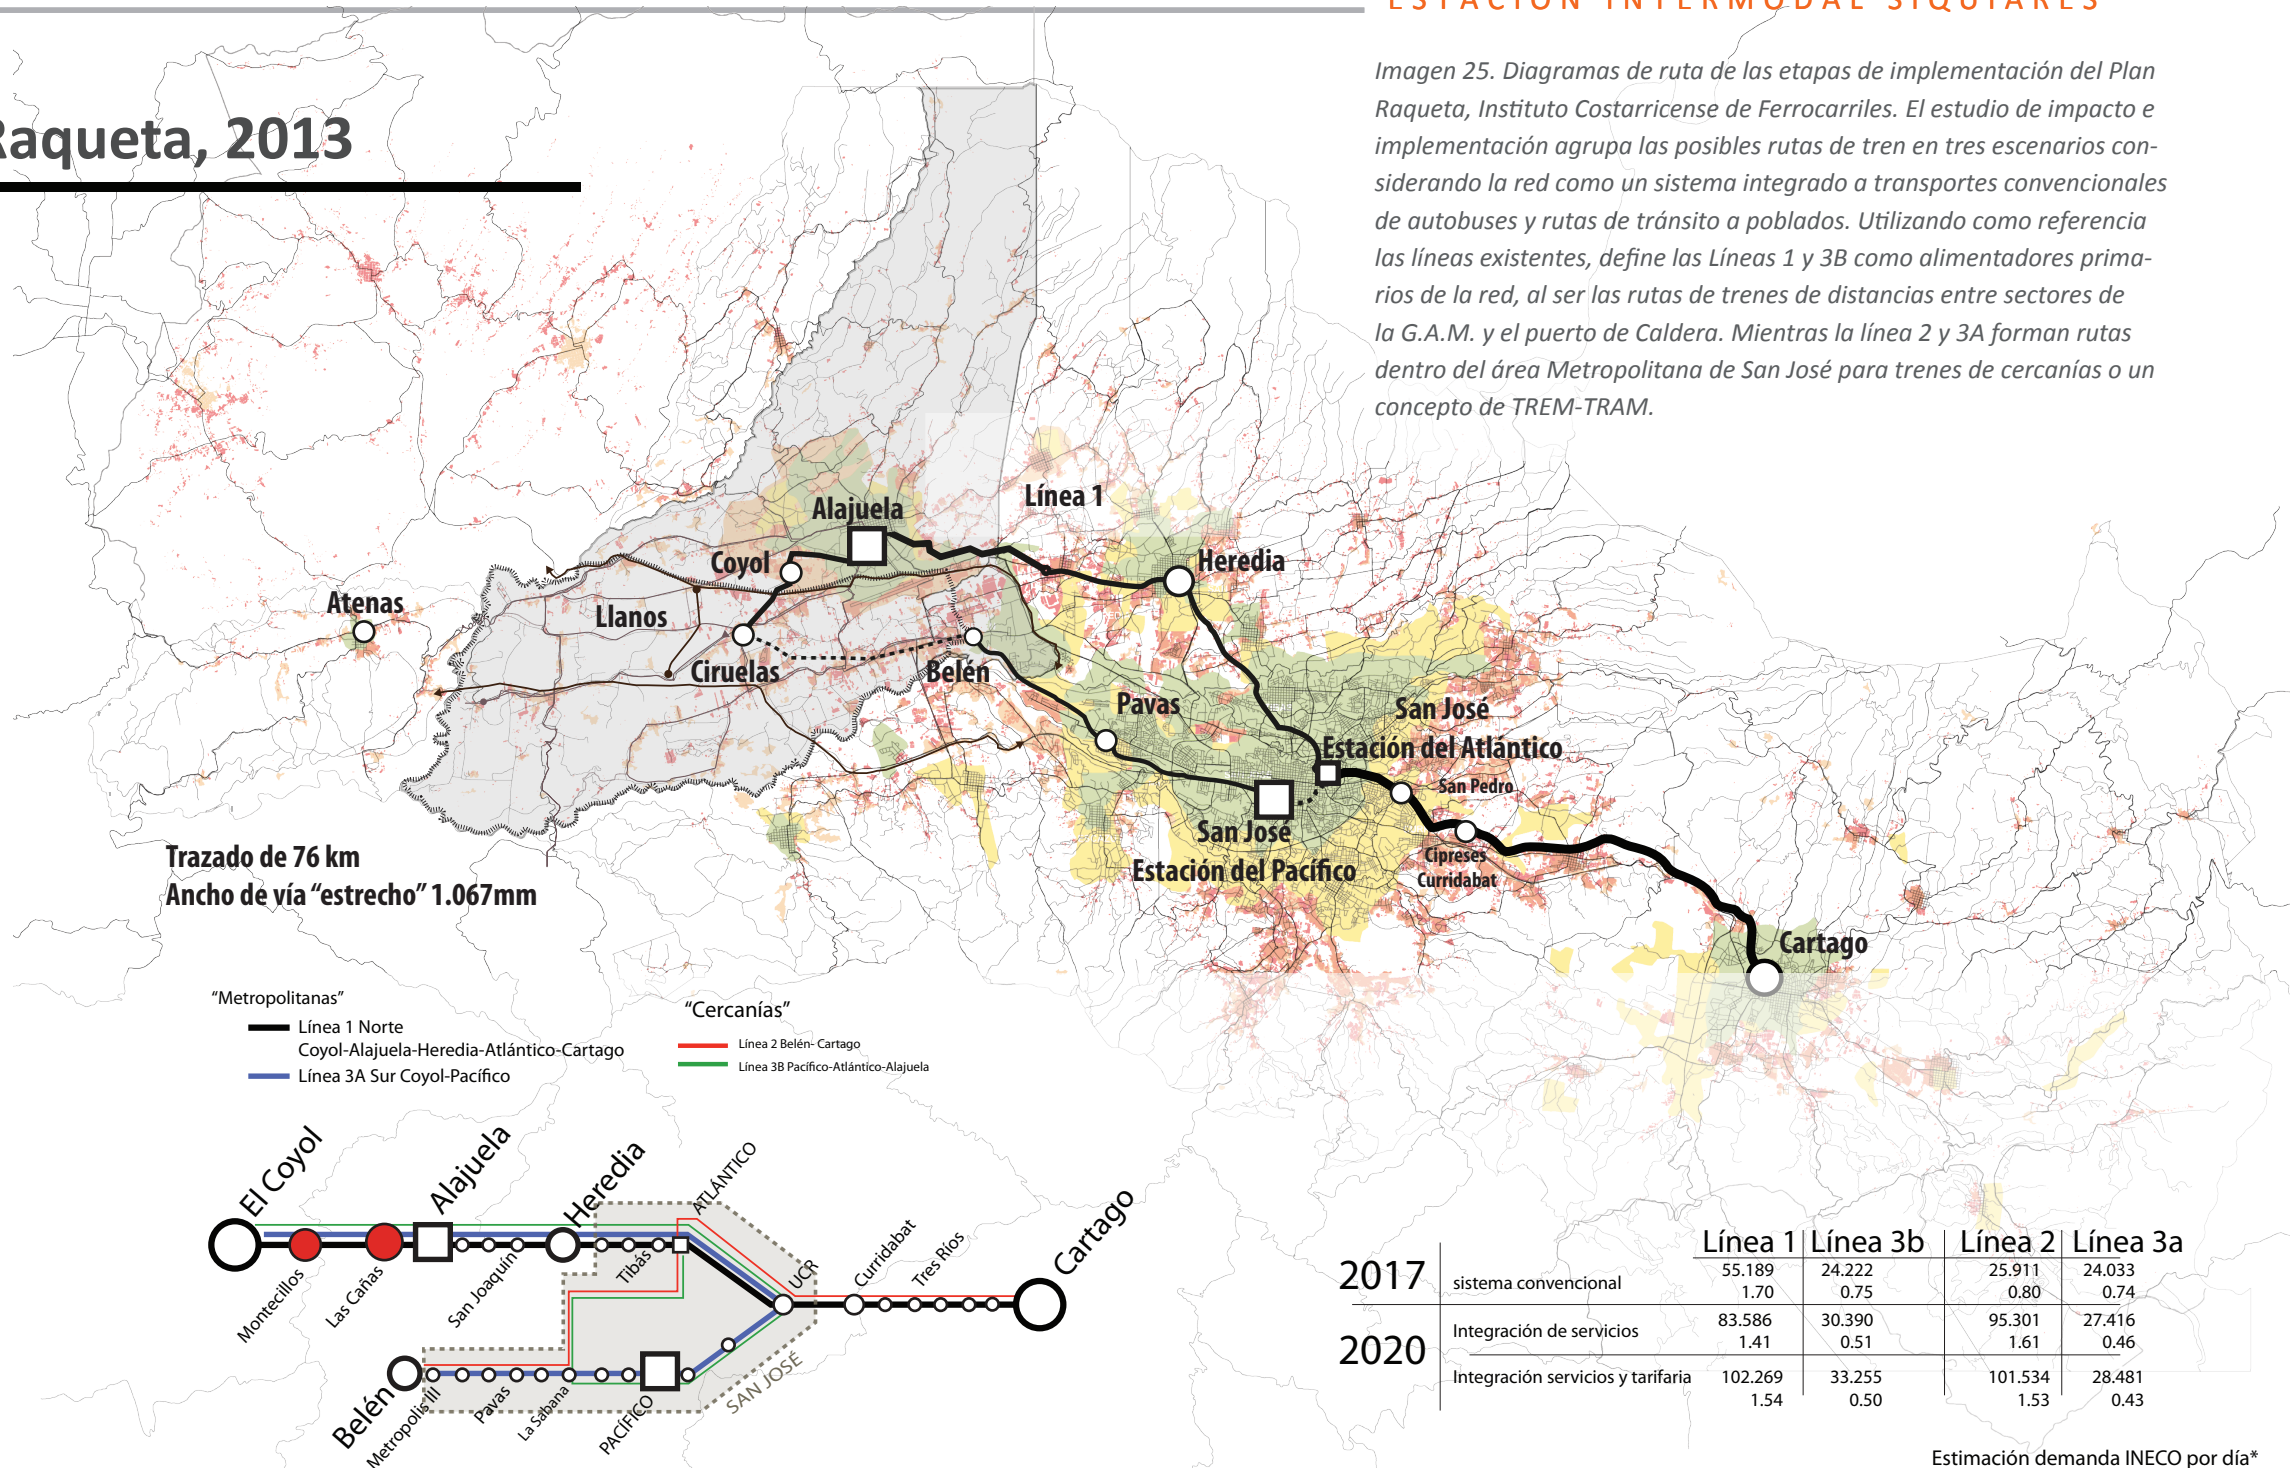 ESTACIÓN INTERMODAL SIQUIARES
Raqueta, 2013
Imagen 25. Diagramas de ruta de las etapas de implementación del Plan
Raqueta, Instituto Costarricense de Ferrocarriles. El estudio de impacto e
implementación agrupa las posibles rutas de tren en tres escenarios con-
siderando la red como un sistema integrado a transportes convencionales
de autobuses y rutas de tránsito a poblados. Utilizando como referencia
las líneas existentes, define las Líneas 1 y 3B como alimentadores prima-
rios de la red, al ser las rutas de trenes de distancias entre sectores de
la G.A.M. y el puerto de Caldera. Mientras la línea 2 y 3A forman rutas
dentro del área Metropolitana de San José para trenes de cercanías o un
concepto de TREM-TRAM.
Línea 1
Alajuela
Coyol
Heredia
Atenas
Llanos
Ciruelas
Belén
Pavas
San José
Estación del Atlántico
San Pedro
San José
Estación del Pacífico
Cipreses
Curridabat
Cartago
Trazado de 76 km
Ancho de vía “estrecho” 1.067mm
“Metropolitanas”
Línea 1 Norte
Coyol-Alajuela-Heredia-Atlántico-Cartago
Línea 3A Sur Coyol-Pacífico
“Cercanías”
Línea 2 Belén- Cartago
Línea 3B Pacífico-Atlántico-Alajuela
El Coyol
Montecillos
Las Cañas
Alajuela
San Joaquín
Heredia
Tibás
ATLÁNTICO
UCR
Curridabat
Tres Ríos
Cartago
Belén
Metropolis III
Pavas
La Sabana
PACÍFICO
SAN JOSÉ
Línea 1 Línea 3b Línea 2 Línea 3a
2017 sistema convencional 55.189 24.222 25.911 24.033
1.70 0.75 0.80 0.74
2020 Integración de servicios 83.586 30.390 95.301 27.416
1.41 0.51 1.61 0.46
Integración servicios y tarifaria 102.269 33.255 101.534 28.481
1.54 0.50 1.53 0.43
Estimación demanda INECO por día*